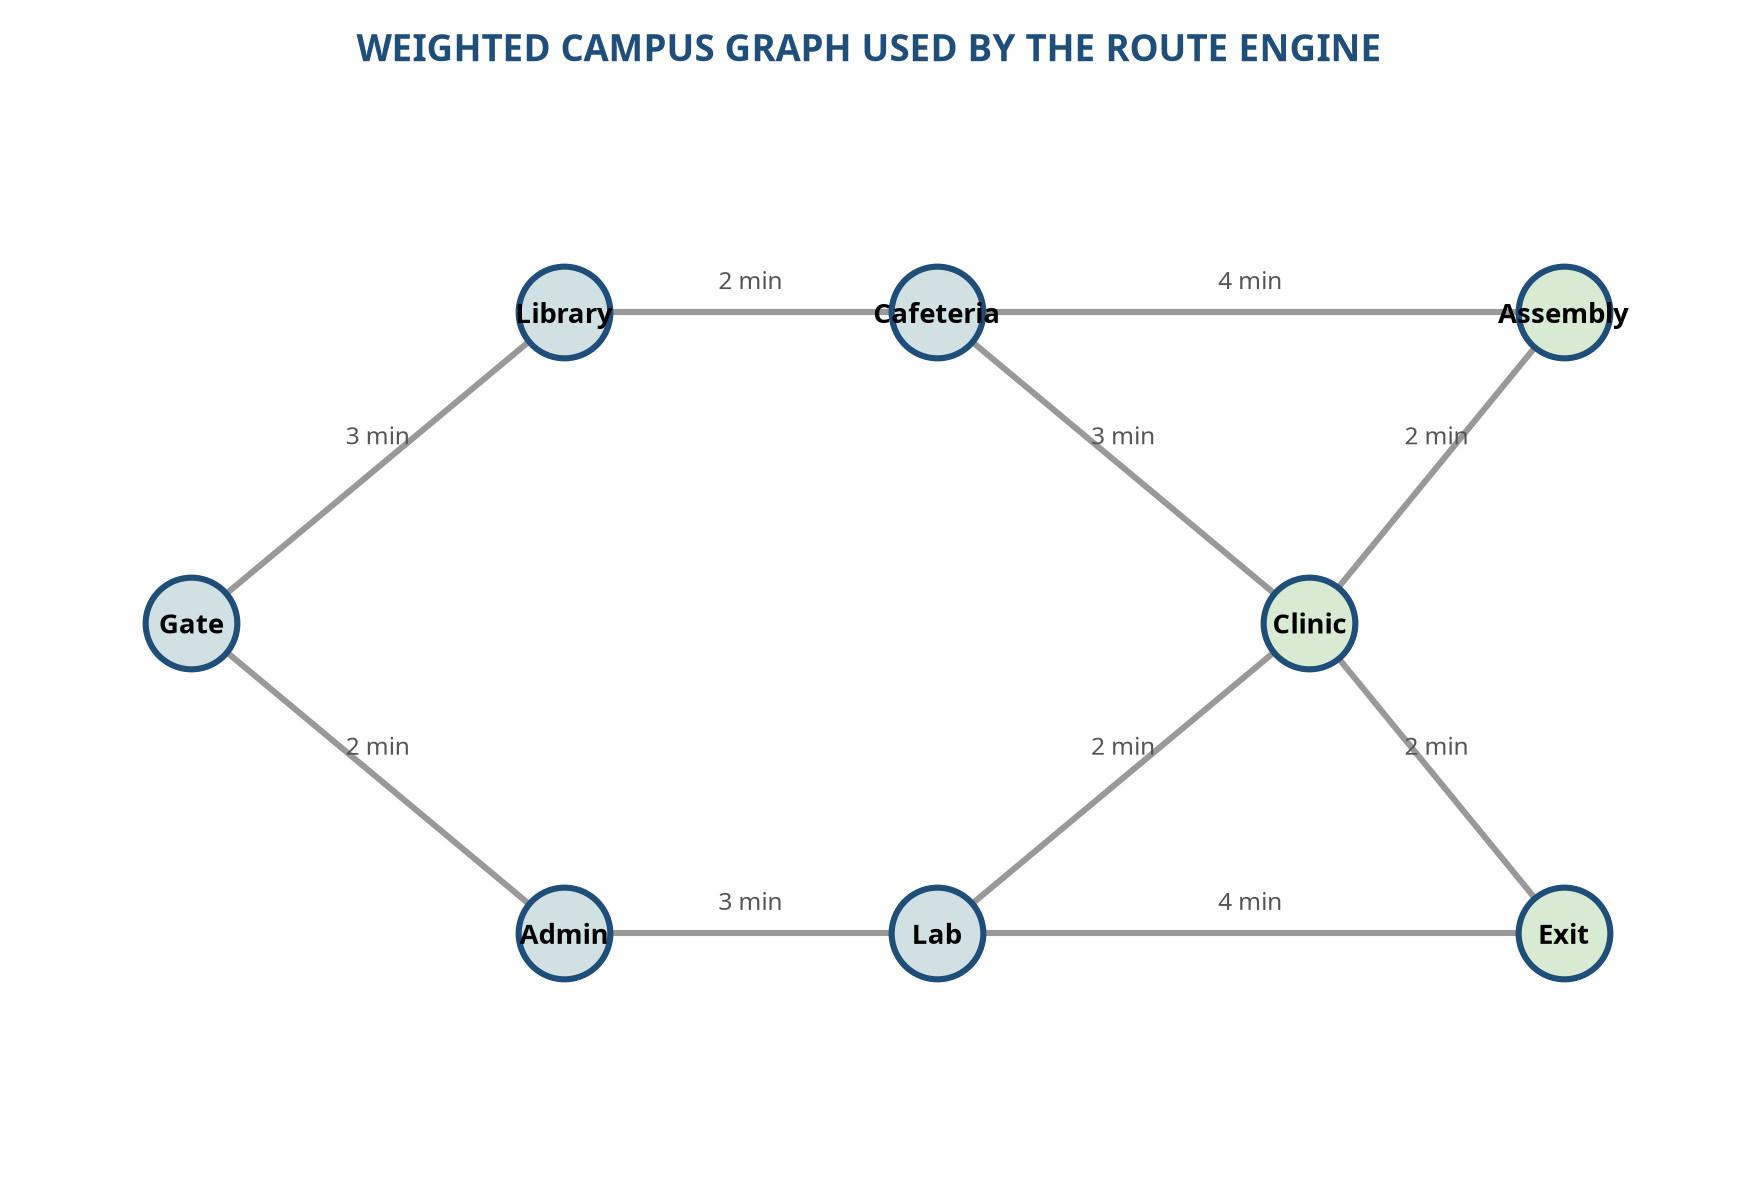 WEIGHTED CAMPUS GRAPH USED BY THE ROUTE ENGINE
2 min
4 min
Library
Cafeteria
Assembly
3 min
3 min
2 min
Gate
Clinic
2 min
2 min
2 min
3 min
4 min
Admin
Lab
Exit